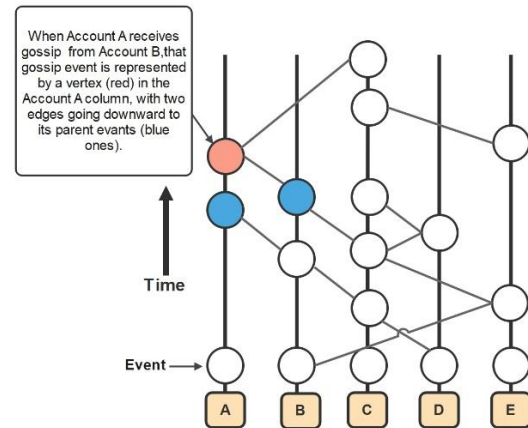 When Account A receives
gossip from Account B,that
gossip event is represented
by a vertex (red) in the
Account A column, with two
edges going downward to
its parent evants (blue
ones).
Time
Event
A B C D E